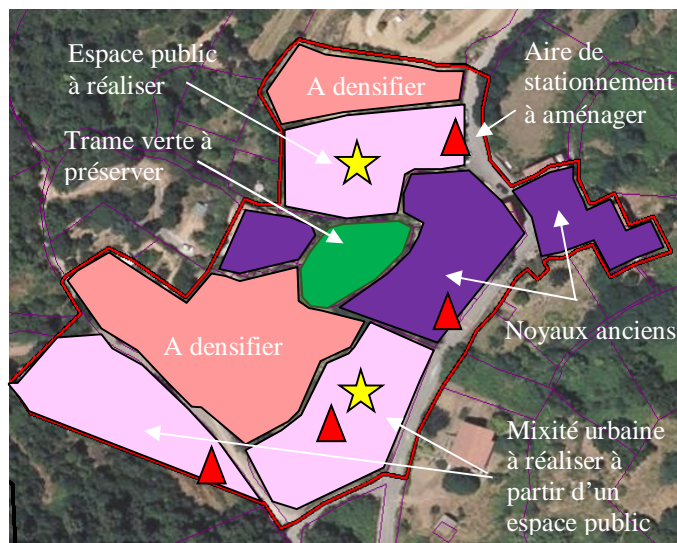 Espace public
à réaliser
A densifier
Aire de
stationnement
à aménager
Trame verte à
préserver
Noyaux anciens
A densifier
Mixité urbaine
à réaliser à
partir d'un
espace public